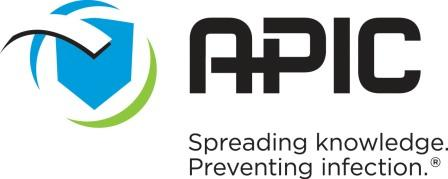 APIC
Spreading knowledge.
Preventing infection.®